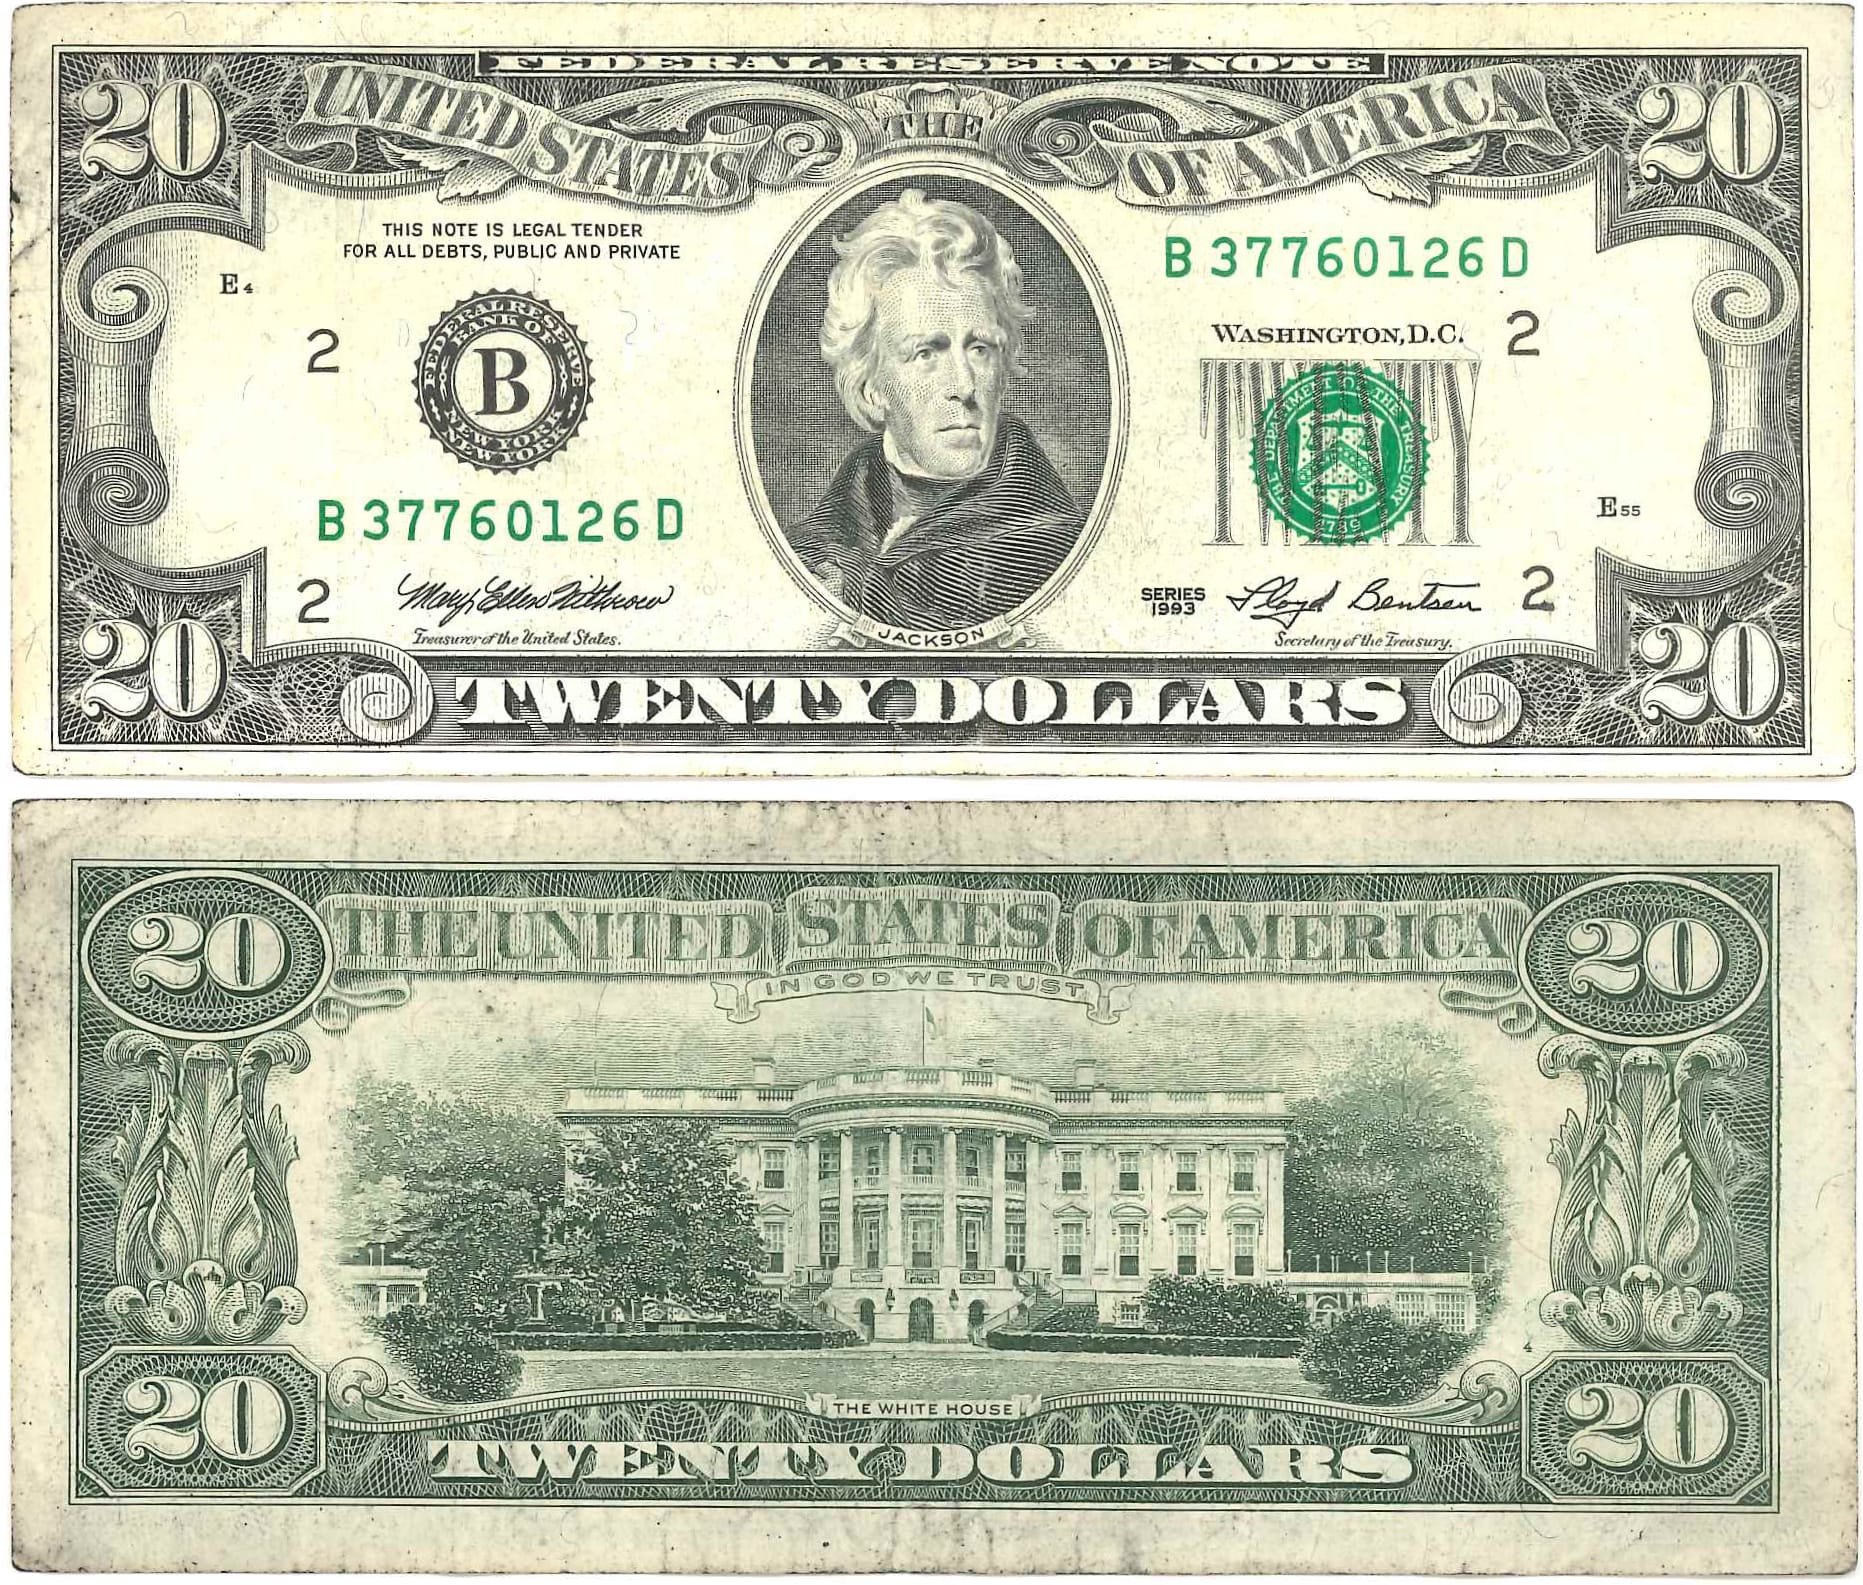 FEDERAL RESERVE NOTE
UNITED STATES THE OF AMERICA
20 20
THIS NOTE IS LEGAL TENDER
FOR ALL DEBTS, PUBLIC AND PRIVATE
B 37760126 D
E4
2
FEDERAL RESERVE
BANK OF
B
NEW YORK
NEW YORK
WASHINGTON, D.C.
2
TWENTY
THE DEPARTMENT OF THE TREASURY
1789
B 37760126 D
E55
2
Mary Ellen Withrow
Treasurer of the United States.
JACKSON
SERIES
1993
Lloyd Bentsen
Secretary of the Treasury.
2
20 20
TWENTY DOLLARS
20 20
THE UNITED STATES OF AMERICA
IN GOD WE TRUST
4
THE WHITE HOUSE
20 20
TWENTY DOLLARS